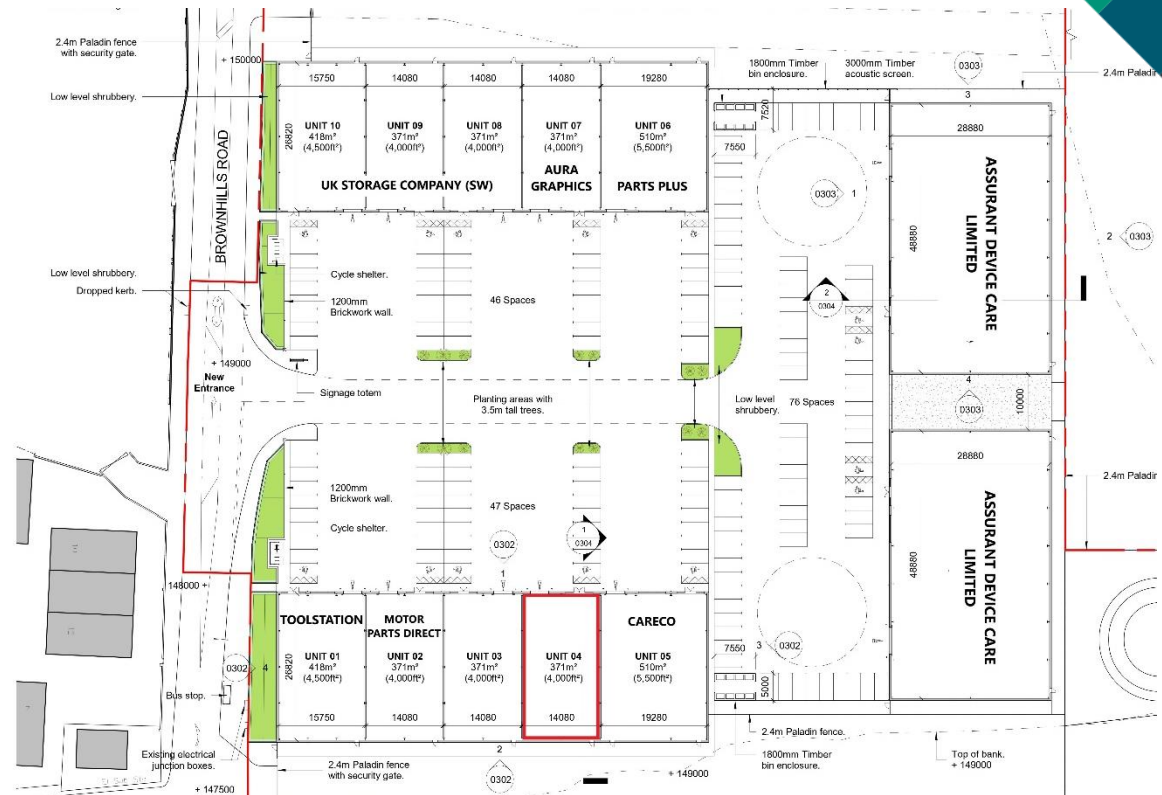 2.4m Paladin fence
with security gate.
+ 150000
Low level shrubbery.
BROWNHILLS ROAD
Low level shrubbery.
Dropped kerb.
+ 149000
New
Entrance
Signage totem
15750
14080
14080
14080
19280
26820
UNIT 10
418m²
(4,500ft²)
UNIT 09
371m²
(4,000ft²)
UNIT 08
371m²
(4,000ft²)
UNIT 07
371m²
(4,000ft²)
UNIT 06
510m²
(5,500ft²)
UK STORAGE COMPANY (SW)
AURA
GRAPHICS
PARTS PLUS
1800mm Timber
bin enclosure.
3000mm Timber
acoustic screen.
0303
3
2.4m Paladin
7520
7550
28880
0303
1
48880
ASSURANT DEVICE CARE
LIMITED
2
0303
Cycle shelter.
1200mm
Brickwork wall.
46 Spaces
2
0304
Planting areas with
3.5m tall trees.
Low level
shrubbery.
76 Spaces
4
0303
10000
1200mm
Brickwork wall.
Cycle shelter.
47 Spaces
0302
1
1
0304
28880
48880
ASSURANT DEVICE CARE
LIMITED
2.4m Paladin
148000 +
0302
4
Bus stop.
Existing electrical
junction boxes.
+ 147500
TOOLSTATION
MOTOR
PARTS DIRECT
CARECO
26820
UNIT 01
418m²
(4,500ft²)
UNIT 02
371m²
(4,000ft²)
UNIT 03
371m²
(4,000ft²)
UNIT 04
371m²
(4,000ft²)
UNIT 05
510m²
(5,500ft²)
15750
14080
14080
14080
19280
7550
3
0302
5000
2
0302
2.4m Paladin fence
with security gate.
+ 149000
2.4m Paladin fence.
1800mm Timber
bin enclosure.
Top of bank.
+ 149000